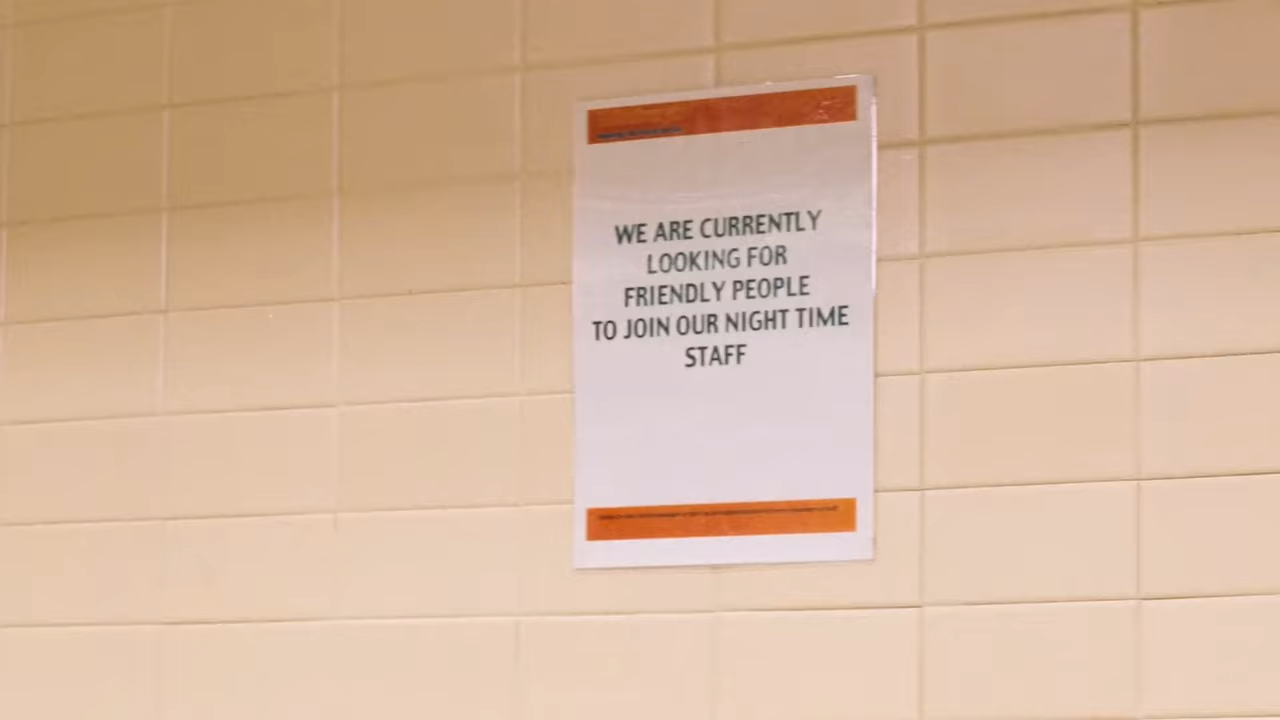 WE ARE CURRENTLY
LOOKING FOR
FRIENDLY PEOPLE
TO JOIN OUR NIGHT TIME
STAFF